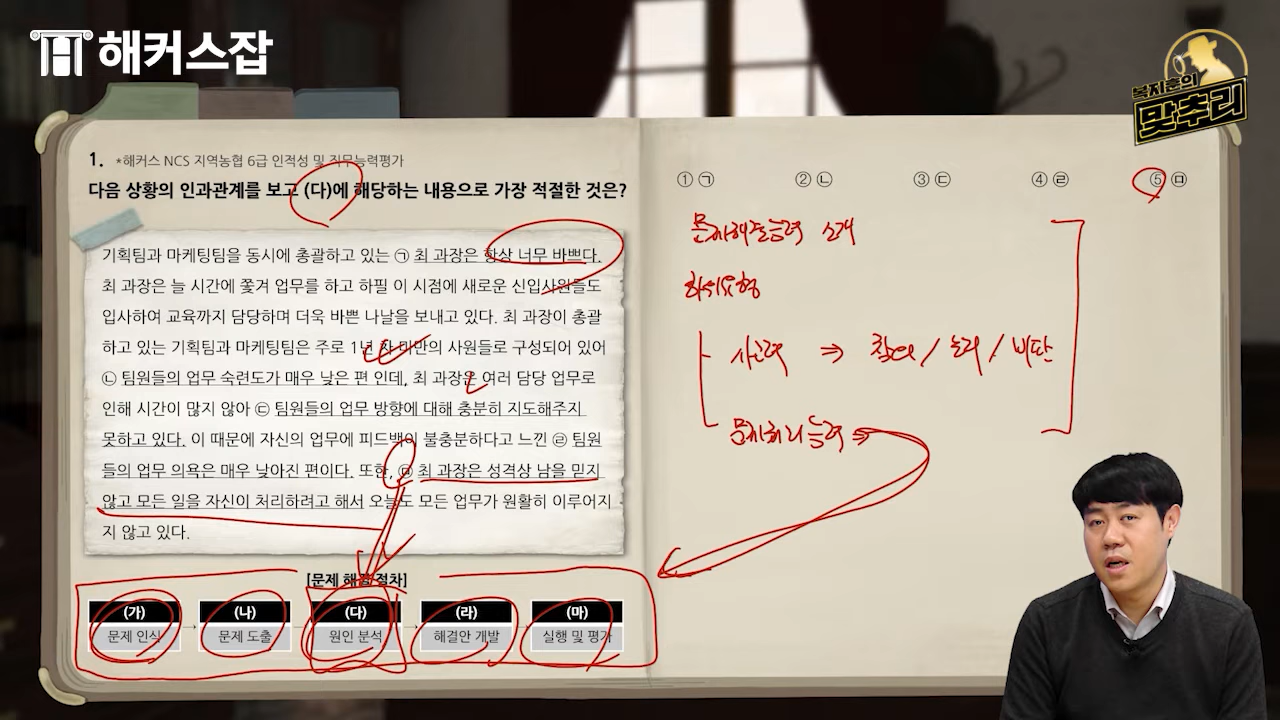 해커스잡
복지훈의
맞추리
1. *해커스 NCS 지역농협 6급 인적성 및 직무능력평가
다음 상황의 인과관계를 보고 (다)에 해당하는 내용으로 가장 적절한 것은?
기획팀과 마케팅팀을 동시에 총괄하고 있는 ㉠ 최 과장은 항상 너무 바쁘다.
최 과장은 늘 시간에 쫓겨 업무를 하고 하필 이 시점에 새로운 신입사원들도
입사하여 교육까지 담당하며 더욱 바쁜 나날을 보내고 있다. 최 과장이 총괄
하고 있는 기획팀과 마케팅팀은 주로 1년 차 미만의 사원들로 구성되어 있어
㉡ 팀원들의 업무 숙련도가 매우 낮은 편 인데, 최 과장은 여러 담당 업무로
인해 시간이 많지 않아 ㉢ 팀원들의 업무 방향에 대해 충분히 지도해주지
못하고 있다. 이 때문에 자신의 업무에 피드백이 불충분하다고 느낀 ㉣ 팀원
들의 업무 의욕은 매우 낮아진 편이다. 또한, ㉤ 최 과장은 성격상 남을 믿지
않고 모든 일을 자신이 처리하려고 해서 오늘도 모든 업무가 원활히 이루어지
지 않고 있다.
[문제 해결 절차]
(가) (나) (다) (라) (마)
문제 인식 → 문제 도출 → 원인 분석 → 해결안 개발 → 실행 및 평가
① ㉠ ② ㉡ ③ ㉢ ④ ㉣ ⑤ ㉤
문제해결능력 소개
하위유형
사고력 ⇒ 창의 / 논리 / 비판
문제처리능력 ⇒